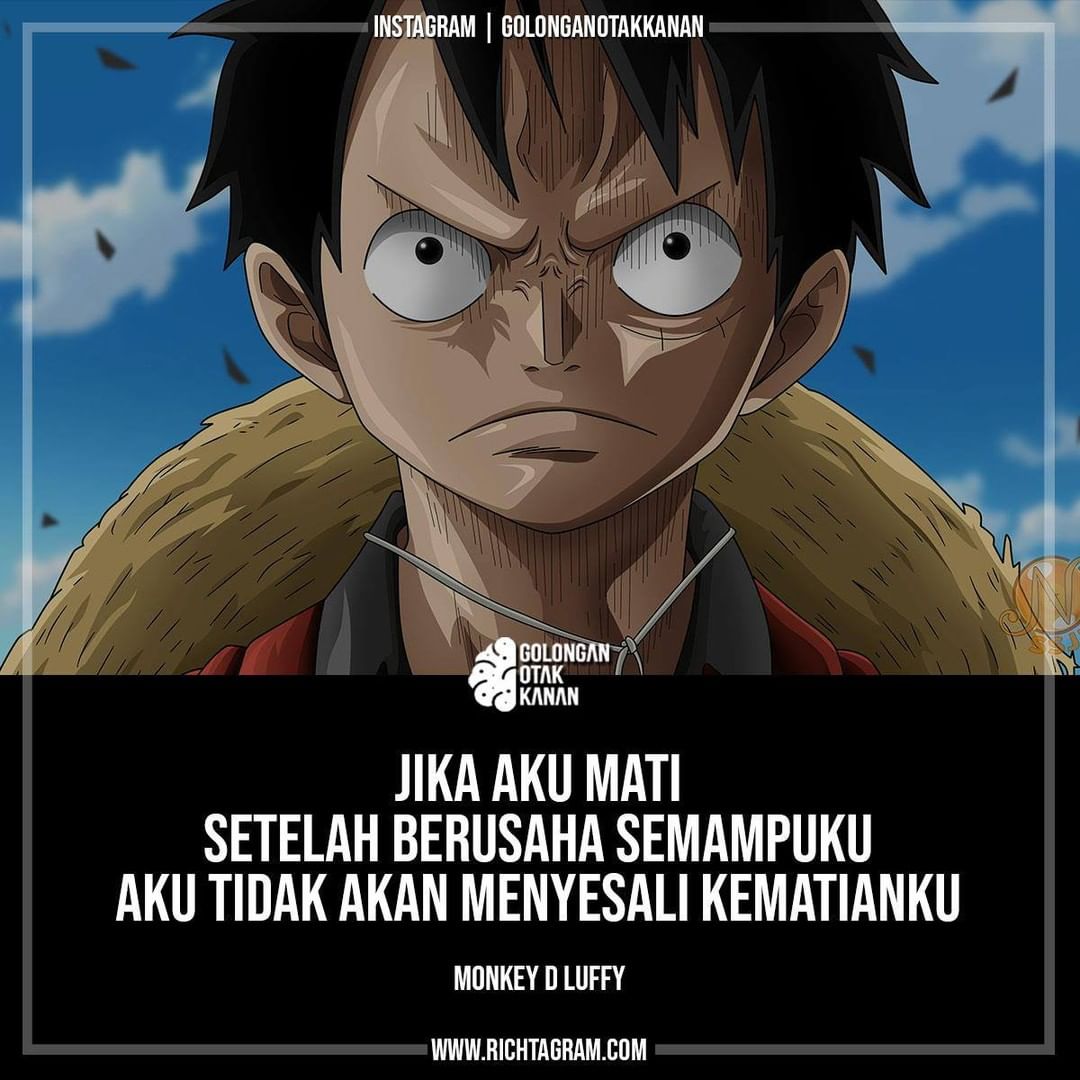 INSTAGRAM | GOLONGANOTAKKANAN
GOLONGAN
OTAK
KANAN
JIKA AKU MATI
SETELAH BERUSAHA SEMAMPUKU
AKU TIDAK AKAN MENYESALI KEMATIANKU
MONKEY D LUFFY
WWW.RICHTAGRAM.COM